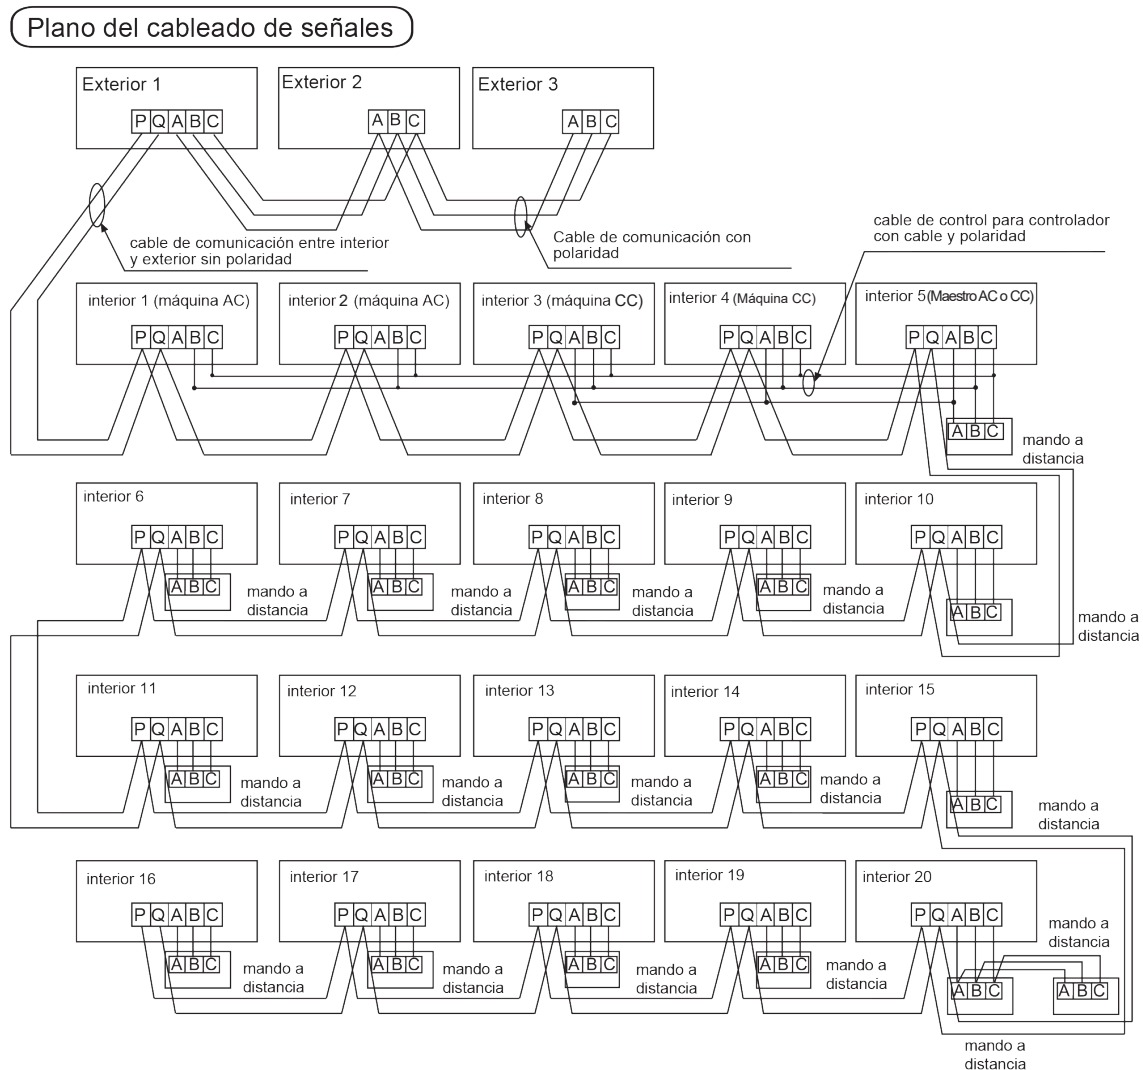 Plano del cableado de señales
Exterior 1
P Q A B C
Exterior 2
A B C
Exterior 3
A B C
cable de comunicación entre interior
y exterior sin polaridad
Cable de comunicación con
polaridad
cable de control para controlador
con cable y polaridad
interior 1 (máquina AC)
P Q A B C
interior 2 (máquina AC)
P Q A B C
interior 3 (máquina CC)
P Q A B C
interior 4 (Máquina CC)
P Q A B C
interior 5(Maestro AC o CC)
P Q A B C
A B C
mando a
distancia
interior 6
P Q A B C
A B C
mando a
distancia
interior 7
P Q A B C
A B C
mando a
distancia
interior 8
P Q A B C
A B C
mando a
distancia
interior 9
P Q A B C
A B C
mando a
distancia
interior 10
P Q A B C
A B C
mando a
distancia
interior 11
P Q A B C
A B C
mando a
distancia
interior 12
P Q A B C
A B C
mando a
distancia
interior 13
P Q A B C
A B C
mando a
distancia
interior 14
P Q A B C
A B C
mando a
distancia
interior 15
P Q A B C
A B C
mando a
distancia
interior 16
P Q A B C
A B C
mando a
distancia
interior 17
P Q A B C
A B C
mando a
distancia
interior 18
P Q A B C
A B C
mando a
distancia
interior 19
P Q A B C
A B C
mando a
distancia
interior 20
P Q A B C
A B C
mando a
distancia
A B C
mando a
distancia